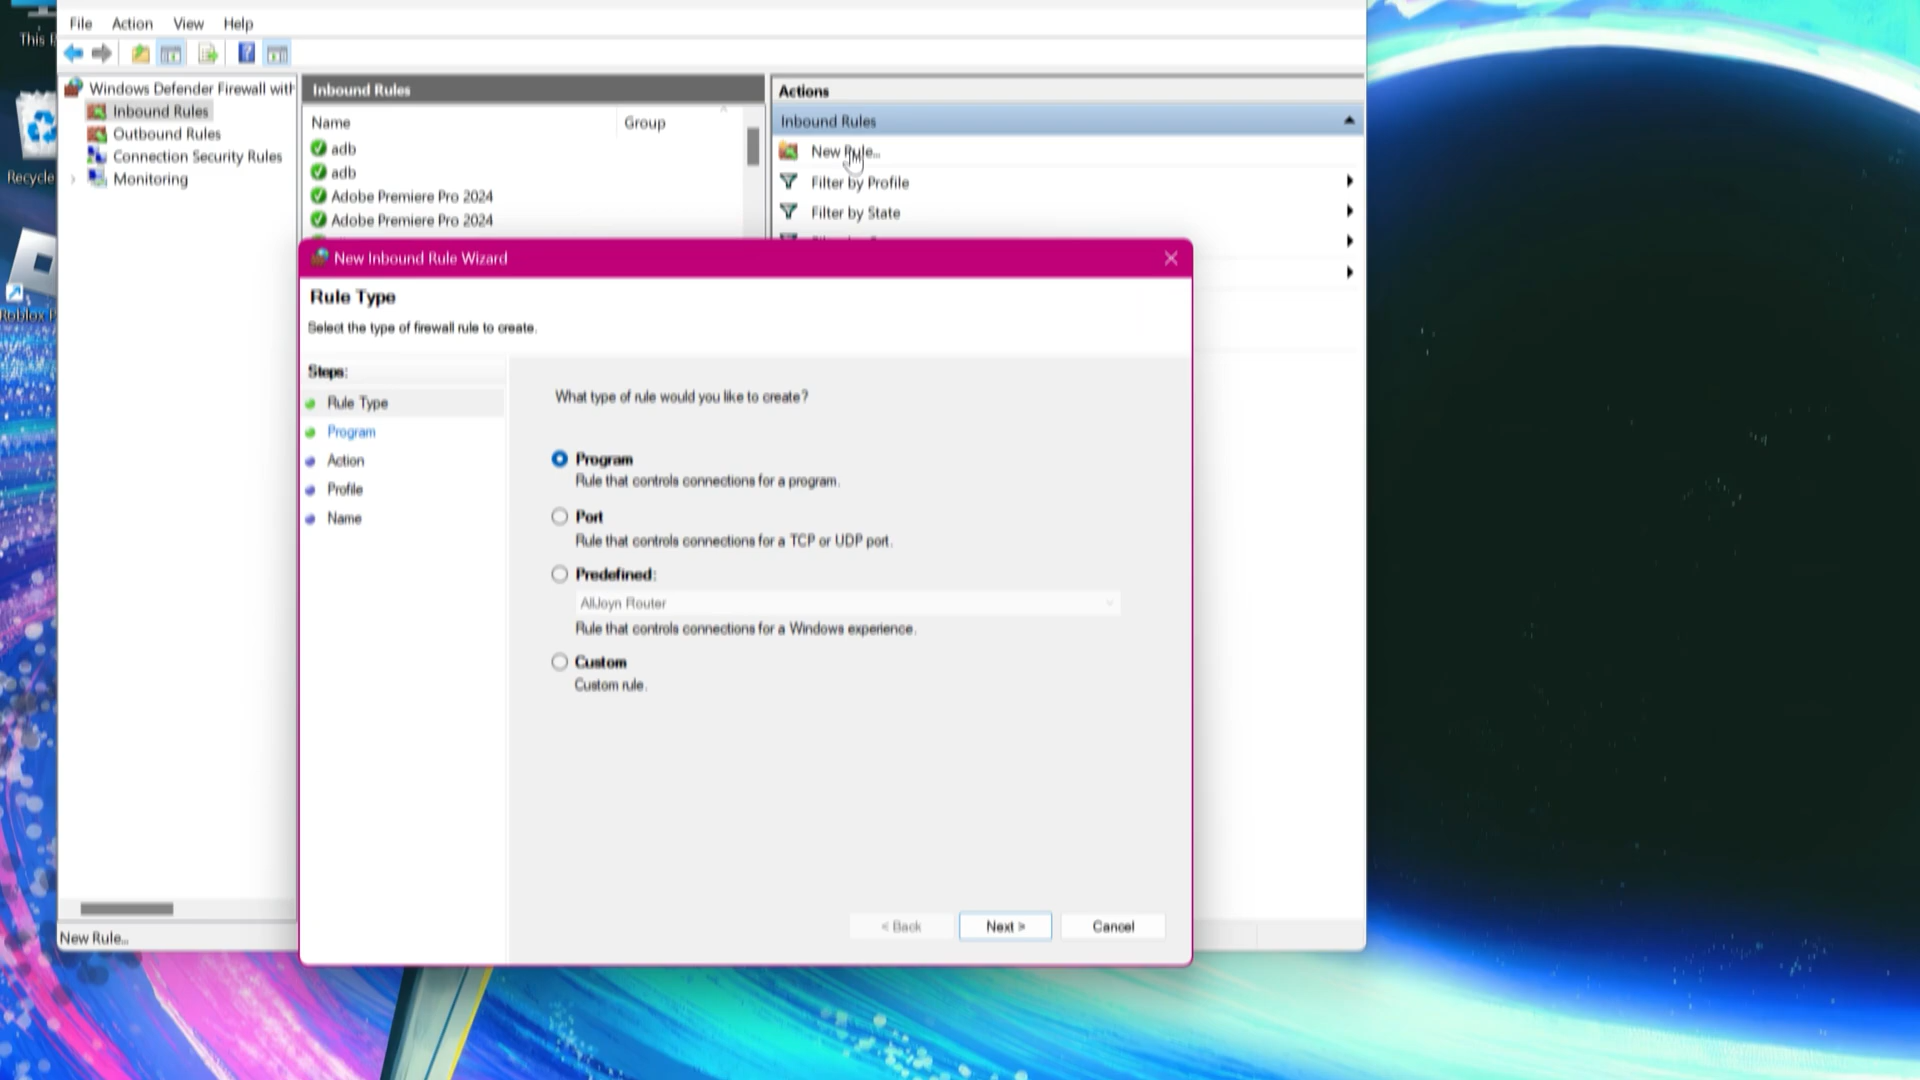 This
File Action View Help
Windows Defender Firewall with
Inbound Rules
Outbound Rules
Connection Security Rules
Monitoring
Recycle
Roblox P
Inbound Rules
Name Group
adb
adb
Adobe Premiere Pro 2024
Adobe Premiere Pro 2024
Actions
Inbound Rules
New Rule...
Filter by Profile
Filter by State
New Inbound Rule Wizard
Rule Type
Select the type of firewall rule to create.
Steps:
Rule Type
Program
Action
Profile
Name
What type of rule would you like to create?
Program
Rule that controls connections for a program.
Port
Rule that controls connections for a TCP or UDP port.
Predefined:
AllJoyn Router
Rule that controls connections for a Windows experience.
Custom
Custom rule.
< Back Next > Cancel
New Rule...